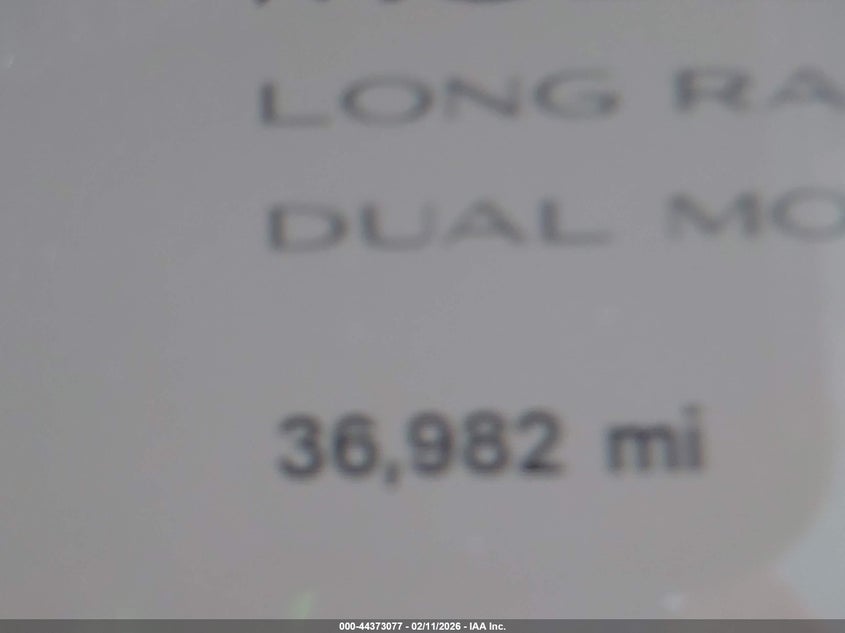 LONG RA
DUAL MO
36,982 mi
000-44373077 - 02/11/2026 - IAA Inc.